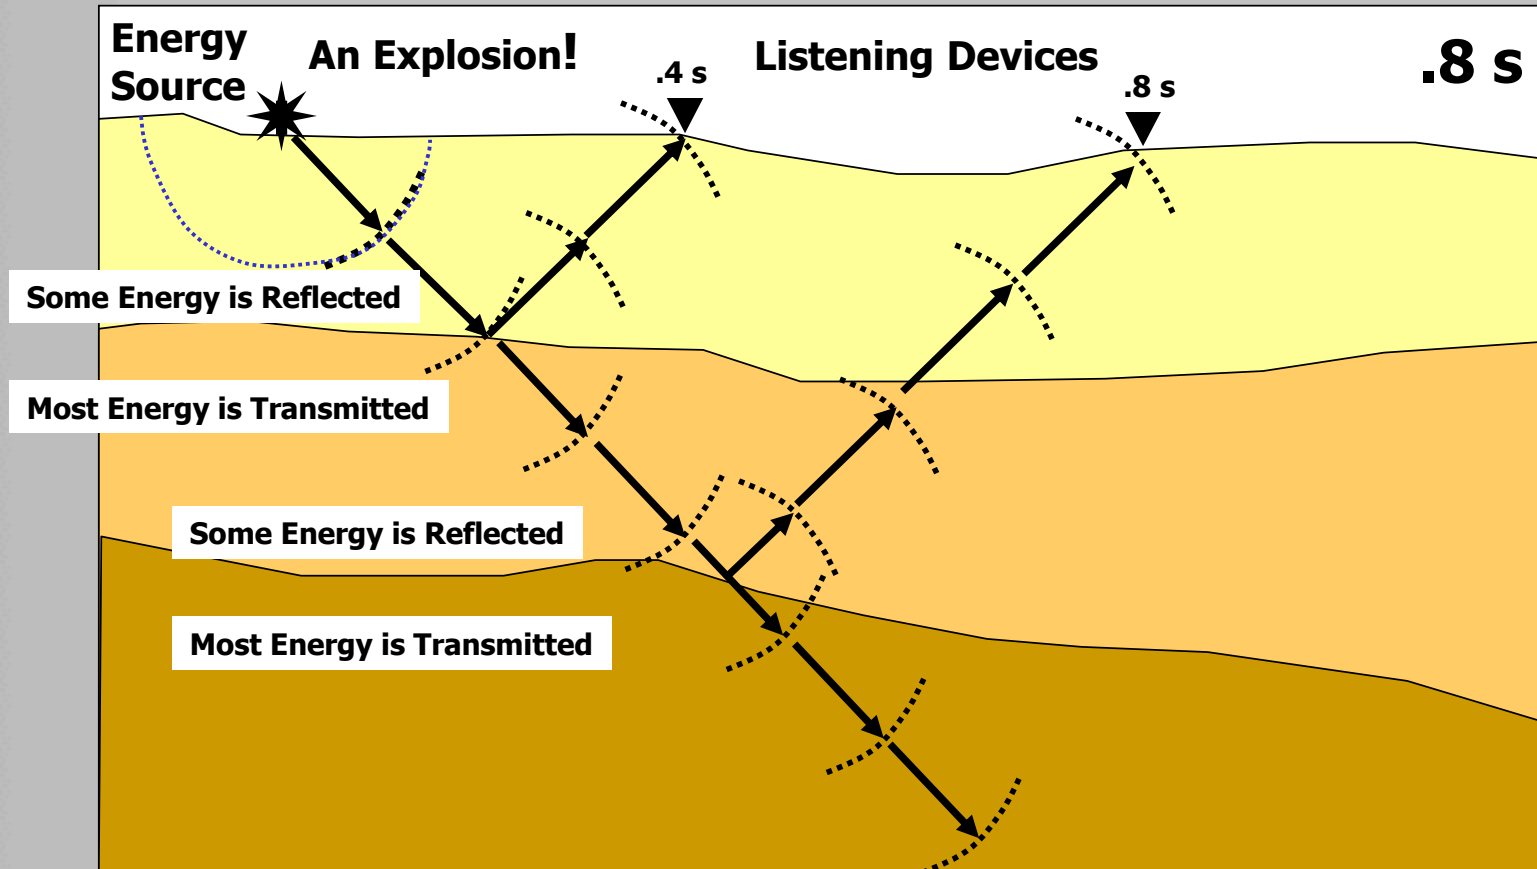 Energy
Source
An Explosion!
.4 s
Listening Devices
.8 s
.8 s
Some Energy is Reflected
Most Energy is Transmitted
Some Energy is Reflected
Most Energy is Transmitted